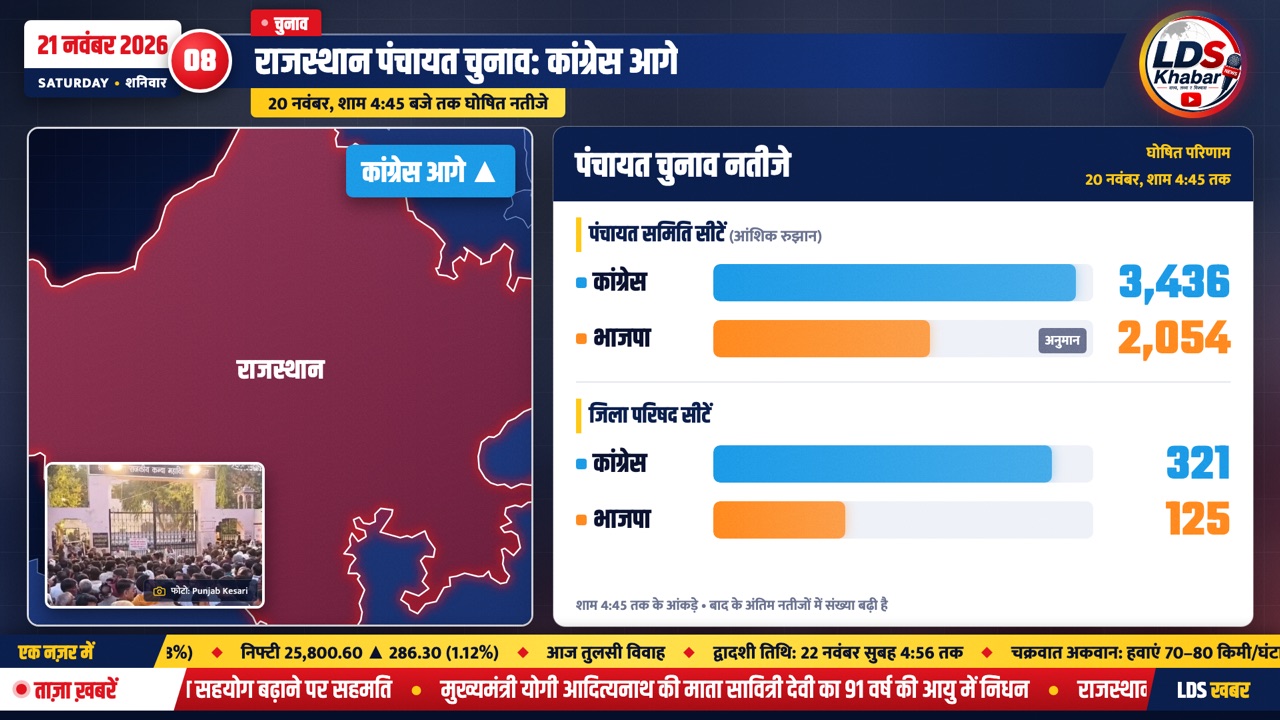 21 नवंबर 2026
SATURDAY • शनिवार
08
चुनाव
राजस्थान पंचायत चुनाव: कांग्रेस आगे
20 नवंबर, शाम 4:45 बजे तक घोषित नतीजे
LDS
Khabar
NEWS
कांग्रेस आगे ▲
राजस्थान
फोटो: Punjab Kesari
पंचायत चुनाव नतीजे
घोषित परिणाम
20 नवंबर, शाम 4:45 तक
पंचायत समिति सीटें (आंशिक रुझान)
कांग्रेस 3,436
भाजपा अनुमान 2,054
जिला परिषद सीटें
कांग्रेस 321
भाजपा 125
शाम 4:45 तक के आंकड़े • बाद के अंतिम नतीजों में संख्या बढ़ी है
एक नज़र में 3%) ◆ निफ्टी 25,800.60 ▲ 286.30 (1.12%) ◆ आज तुलसी विवाह ◆ द्वादशी तिथि: 22 नवंबर सुबह 4:56 तक ◆ चक्रवात अकवान: हवाएं 70–80 किमी/घंटा
ताज़ा ख़बरें सहयोग बढ़ाने पर सहमति • मुख्यमंत्री योगी आदित्यनाथ की माता सावित्री देवी का 91 वर्ष की आयु में निधन • राजस्थान LDS खबर